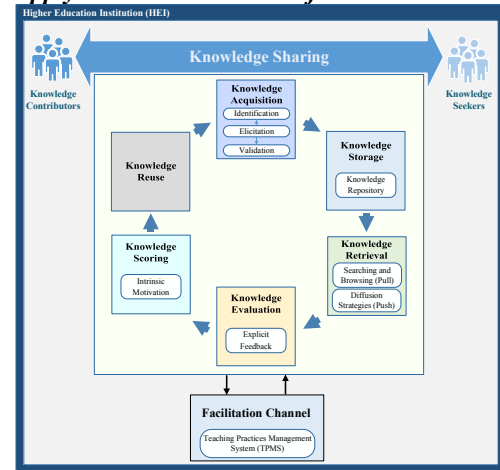 Higher Education Institution (HEI)
Knowledge Sharing
Knowledge
Contributors
Knowledge
Seekers
Knowledge
Acquisition
Identification
Elicitation
Validation
Knowledge
Storage
Knowledge
Repository
Knowledge
Retrieval
Searching and
Browsing (Pull)
Diffusion
Strategies (Push)
Knowledge
Evaluation
Explicit
Feedback
Knowledge
Scoring
Intrinsic
Motivation
Knowledge
Reuse
Facilitation Channel
Teaching Practices Management
System (TPMS)